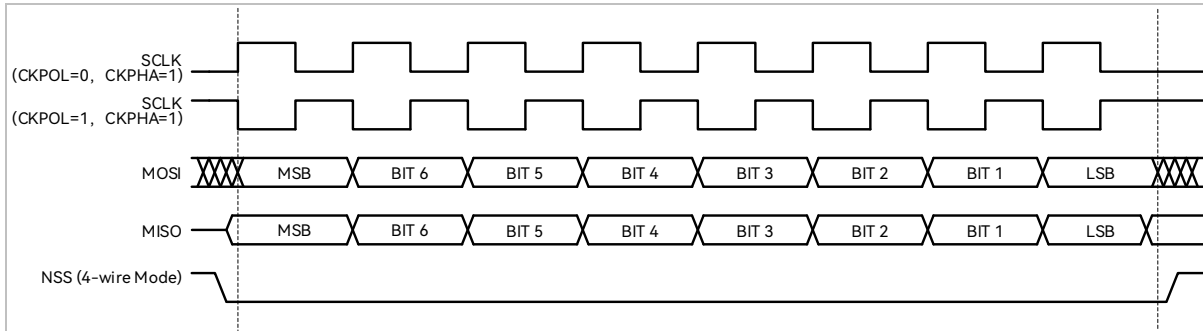 SCLK
(CKPOL=0, CKPHA=1)
SCLK
(CKPOL=1, CKPHA=1)
MOSI MSB BIT 6 BIT 5 BIT 4 BIT 3 BIT 2 BIT 1 LSB
MISO MSB BIT 6 BIT 5 BIT 4 BIT 3 BIT 2 BIT 1 LSB
NSS (4-wire Mode)